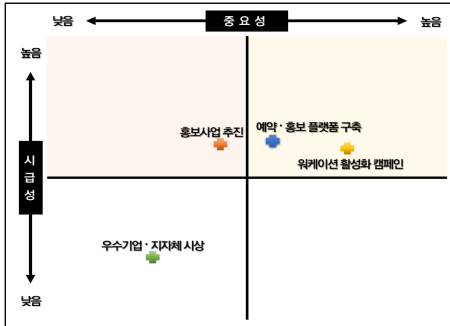 낮음
중요성
높음
높음
홍보사업 추진
예약·홍보 플랫폼 구축
워케이션 활성화 캠페인
시급성
우수기업·지자체 시상
낮음